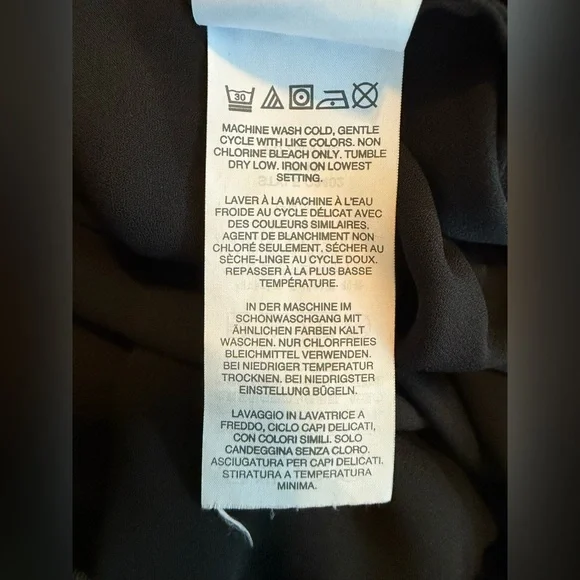 30
MACHINE WASH COLD, GENTLE
CYCLE WITH LIKE COLORS. NON
CHLORINE BLEACH ONLY. TUMBLE
DRY LOW. IRON ON LOWEST
SETTING.
LAVER À LA MACHINE À L'EAU
FROIDE AU CYCLE DÉLICAT AVEC
DES COULEURS SIMILAIRES.
AGENT DE BLANCHIMENT NON
CHLORÉ SEULEMENT. SÉCHER AU
SÈCHE-LINGE AU CYCLE DOUX.
REPASSER À LA PLUS BASSE
TEMPÉRATURE.
IN DER MASCHINE IM
SCHONWASCHGANG MIT
ÄHNLICHEN FARBEN KALT
WASCHEN. NUR CHLORFREIES
BLEICHMITTEL VERWENDEN.
BEI NIEDRIGER TEMPERATUR
TROCKNEN. BEI NIEDRIGSTER
EINSTELLUNG BÜGELN.
LAVAGGIO IN LAVATRICE A
FREDDO, CICLO CAPI DELICATI,
CON COLORI SIMILI. SOLO
CANDEGGINA SENZA CLORO.
ASCIUGATURA PER CAPI DELICATI.
STIRATURA A TEMPERATURA
MINIMA.